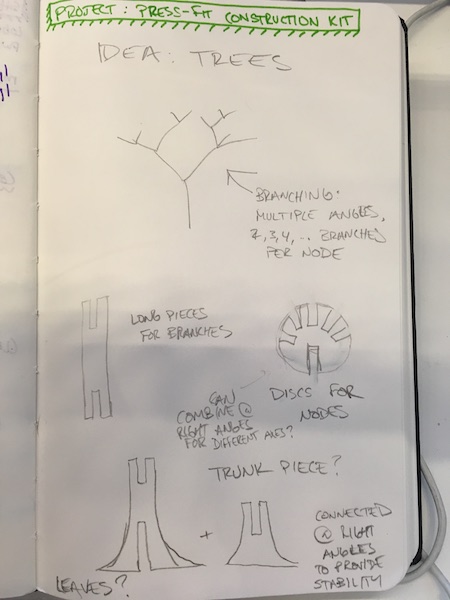 PROJECT: PRESS-FIT CONSTRUCTION KIT
IDEA: TREES
BRANCHING:
MULTIPLE ANGLES,
2,3,4,... BRANCHES
PER NODE
LONG PIECES
FOR BRANCHES
DISCS FOR
NODES
CAN
COMBINE @
RIGHT ANGLES
FOR DIFFERENT AXES?
TRUNK PIECE?
+
CONNECTED
@ RIGHT
ANGLES
TO PROVIDE
STABILITY
LEAVES?